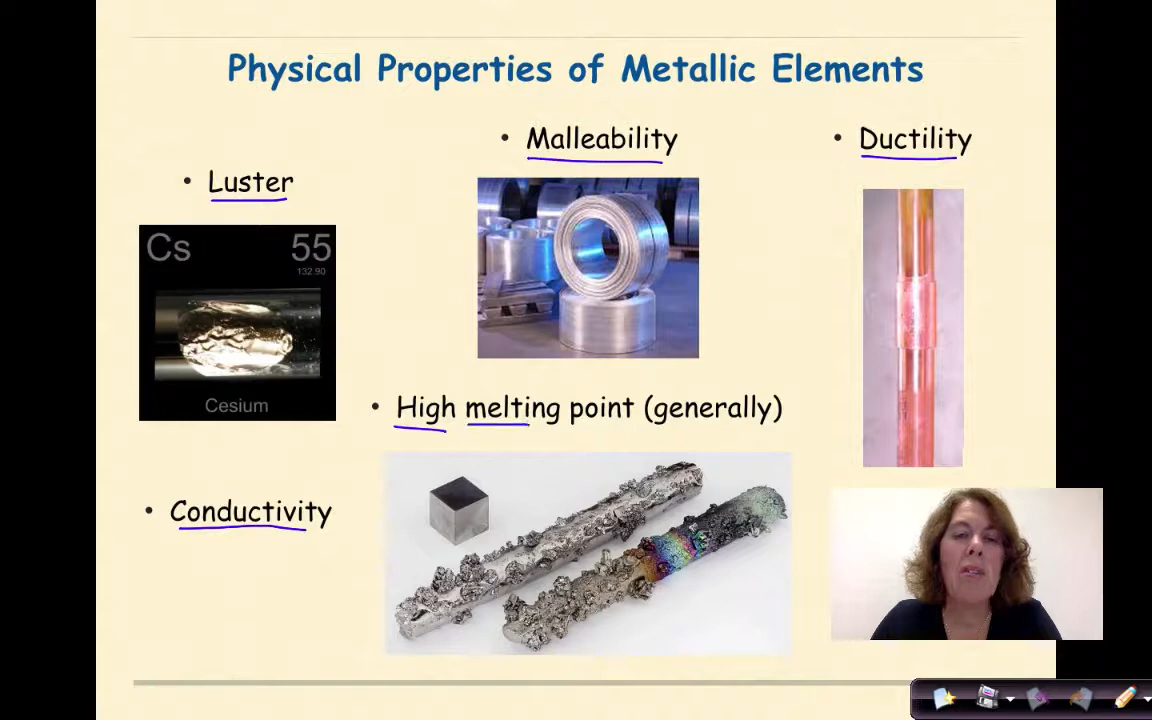 Physical Properties of Metallic Elements
• Malleability
• Ductility
• Luster
Cs 55
132.90
Cesium
• High melting point (generally)
• Conductivity